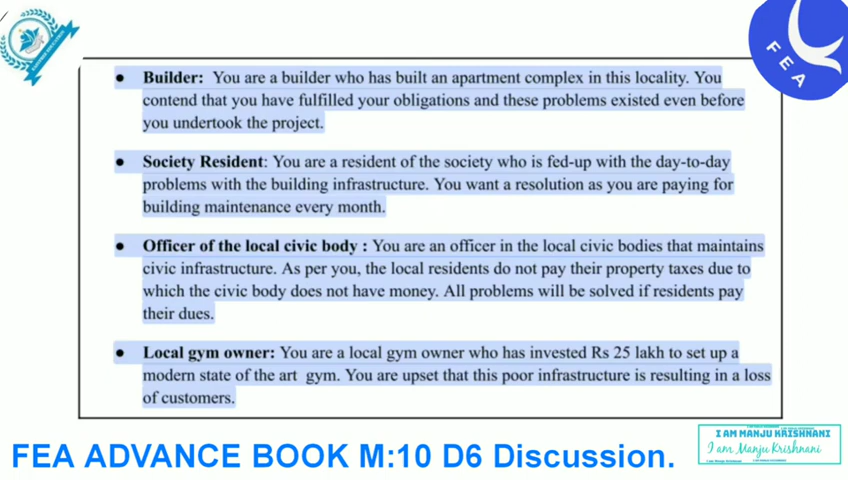 FEA
● Builder: You are a builder who has built an apartment complex in this locality. You
contend that you have fulfilled your obligations and these problems existed even before
you undertook the project.
● Society Resident: You are a resident of the society who is fed-up with the day-to-day
problems with the building infrastructure. You want a resolution as you are paying for
building maintenance every month.
● Officer of the local civic body : You are an officer in the local civic bodies that maintains
civic infrastructure. As per you, the local residents do not pay their property taxes due to
which the civic body does not have money. All problems will be solved if residents pay
their dues.
● Local gym owner: You are a local gym owner who has invested Rs 25 lakh to set up a
modern state of the art gym. You are upset that this poor infrastructure is resulting in a loss
of customers.
I AM MANJU KRISHNANI
I am Manju Krishnani
FEA ADVANCE BOOK M:10 D6 Discussion.